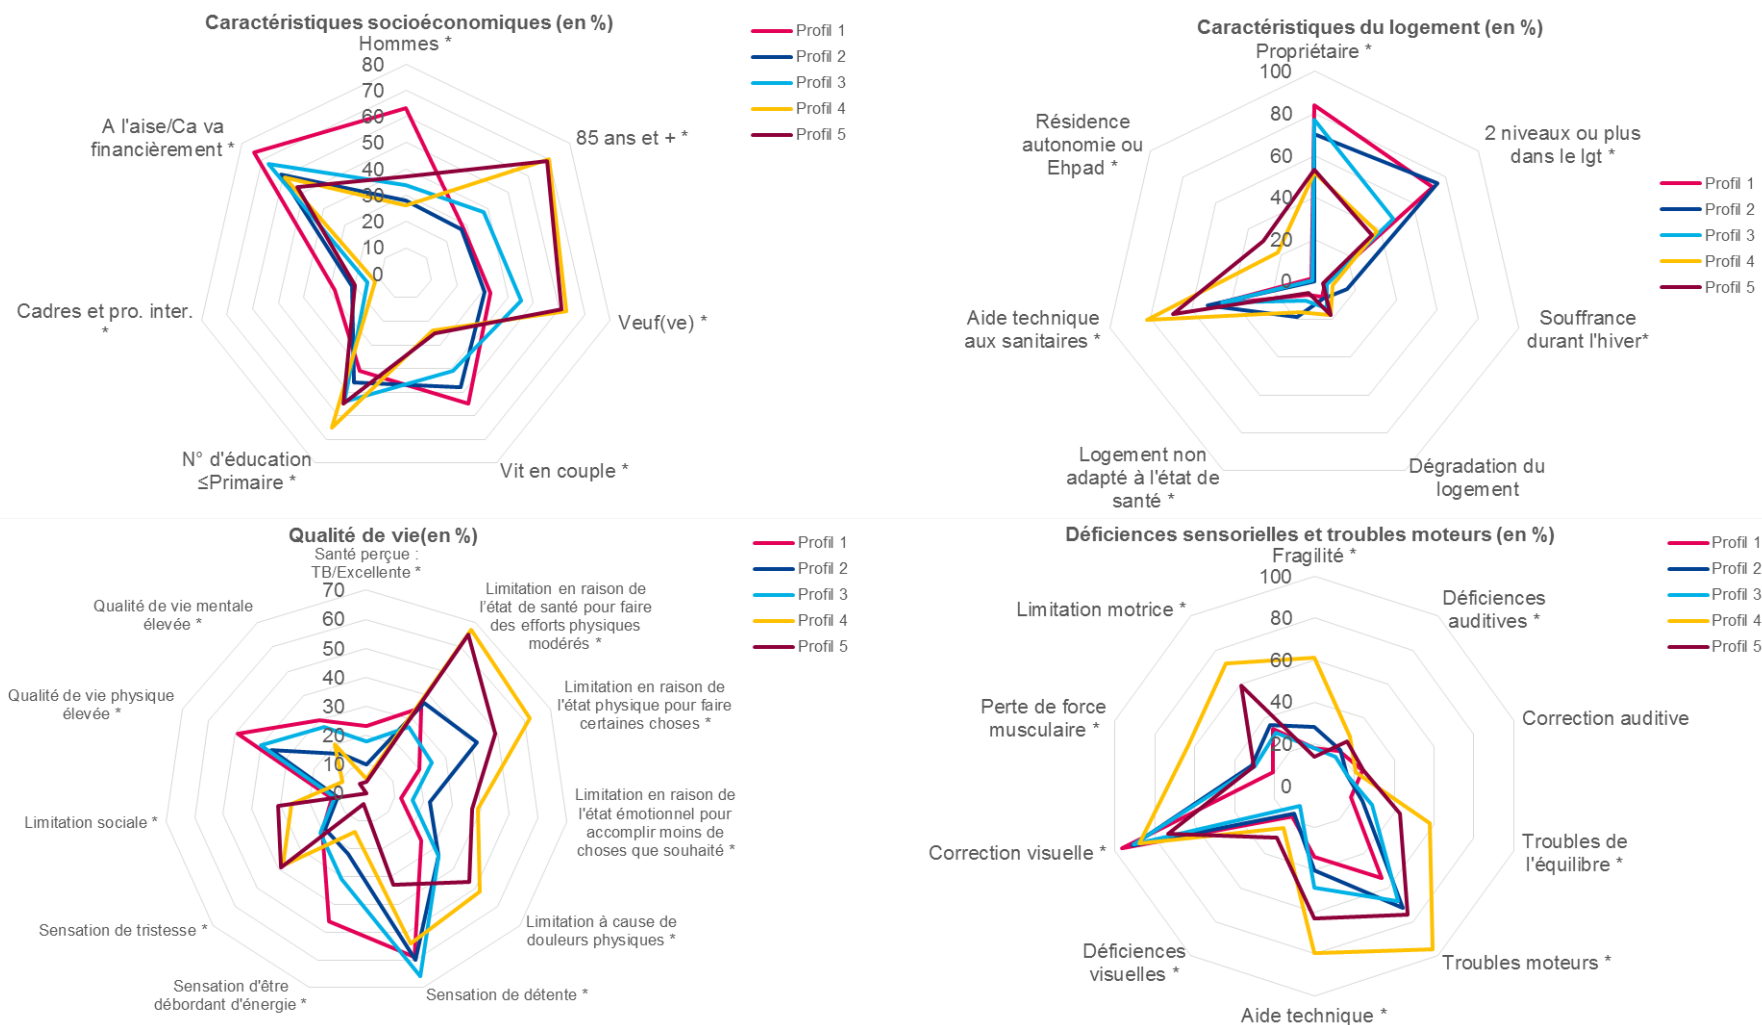 Caractéristiques socioéconomiques (en %)
Hommes *
80
70
60
50
40
30
20
10
0
85 ans et + *
Veuf(ve) *
Vit en couple *
N° d'éducation
≤Primaire *
Cadres et pro. inter.
*
A l'aise/Ca va
financièrement *
Profil 1
Profil 2
Profil 3
Profil 4
Profil 5
Caractéristiques du logement (en %)
Propriétaire *
100
80
60
40
20
0
2 niveaux ou plus
dans le lgt *
Souffrance
durant l'hiver*
Dégradation du
logement
Logement non
adapté à l'état de
santé *
Aide technique
aux sanitaires *
Résidence
autonomie ou
Ehpad *
Profil 1
Profil 2
Profil 3
Profil 4
Profil 5
Qualité de vie(en %)
Santé perçue :
TB/Excellente *
70
60
50
40
30
20
10
0
Limitation en raison de
l'état de santé pour faire
des efforts physiques
modérés *
Limitation en raison de
l'état physique pour faire
certaines choses *
Limitation en raison de
l'état émotionnel pour
accomplir moins de
choses que souhaité *
Limitation à cause de
douleurs physiques *
Sensation de détente *
Sensation d'être
débordant d'énergie *
Sensation de tristesse *
Limitation sociale *
Qualité de vie physique
élevée *
Qualité de vie mentale
élevée *
Profil 1
Profil 2
Profil 3
Profil 4
Profil 5
Déficiences sensorielles et troubles moteurs (en %)
Fragilité *
100
80
60
40
20
0
Déficiences
auditives *
Correction auditive
Troubles de
l'équilibre *
Troubles moteurs *
Aide technique *
Déficiences
visuelles *
Correction visuelle *
Perte de force
musculaire *
Limitation motrice *
Profil 1
Profil 2
Profil 3
Profil 4
Profil 5